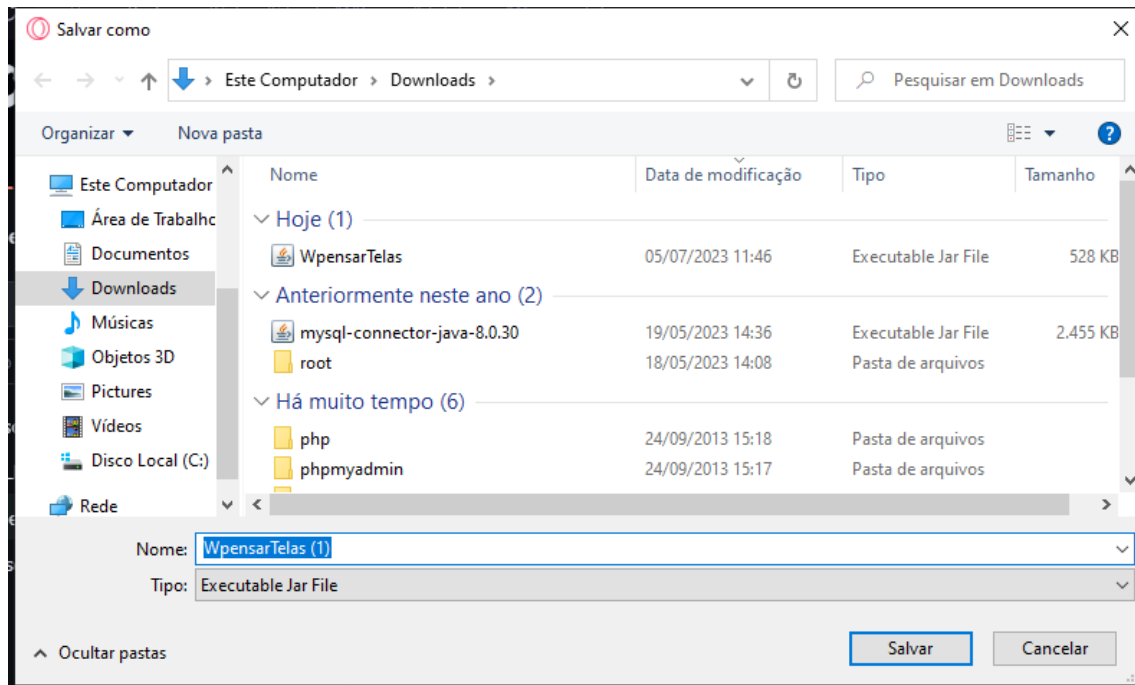 Salvar como
Este Computador > Downloads >
Pesquisar em Downloads
Organizar
Nova pasta
Nome Data de modificação Tipo Tamanho
Este Computador
Área de Trabalho
Documentos
Downloads
Músicas
Objetos 3D
Pictures
Vídeos
Disco Local (C:)
Rede
Hoje (1)
WpensarTelas 05/07/2023 11:46 Executable Jar File 528 KB
Anteriormente neste ano (2)
mysql-connector-java-8.0.30 19/05/2023 14:36 Executable Jar File 2.455 KB
root 18/05/2023 14:08 Pasta de arquivos
Há muito tempo (6)
php 24/09/2013 15:18 Pasta de arquivos
phpmyadmin 24/09/2013 15:17 Pasta de arquivos
Nome: WpensarTelas (1)
Tipo: Executable Jar File
Ocultar pastas
Salvar
Cancelar